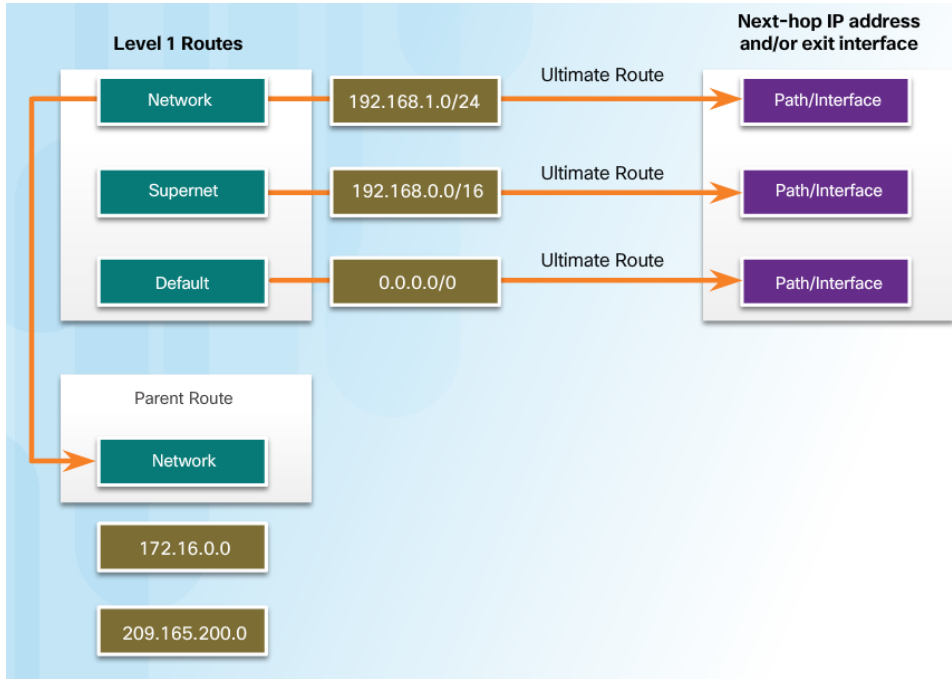 Level 1 Routes
Next-hop IP address
and/or exit interface
Network
192.168.1.0/24
Ultimate Route
Path/Interface
Supernet
192.168.0.0/16
Ultimate Route
Path/Interface
Default
0.0.0.0/0
Ultimate Route
Path/Interface
Parent Route
Network
172.16.0.0
209.165.200.0